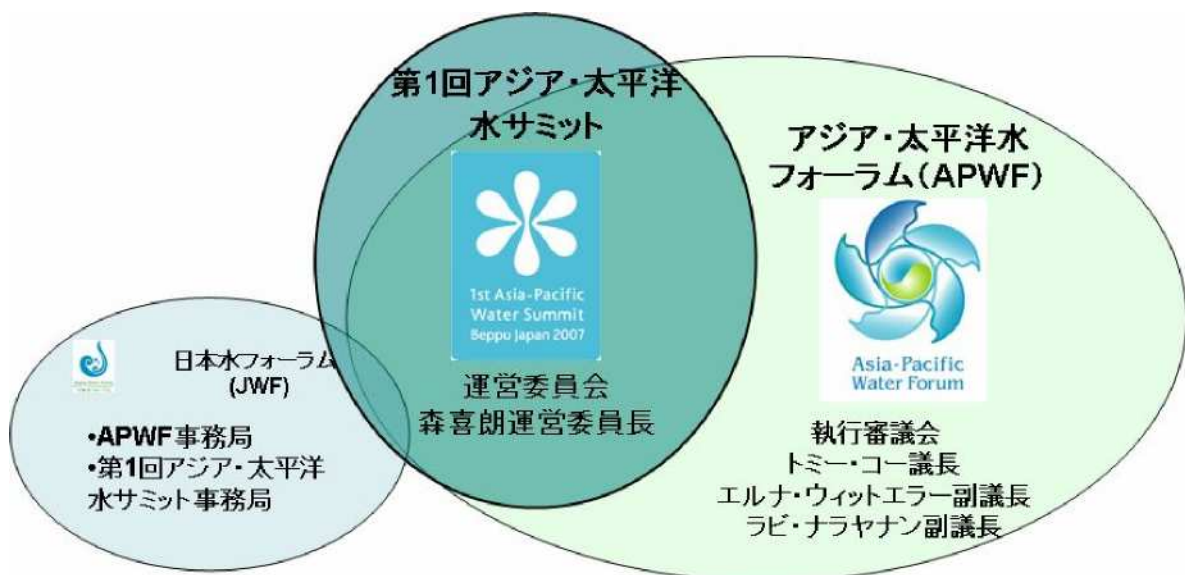 第1回アジア・太平洋
水サミット
1st Asia-Pacific
Water Summit
Beppu Japan 2007
運営委員会
森喜朗運営委員長
アジア・太平洋水
フォーラム(APWF)
Asia-Pacific
Water Forum
執行審議会
トミー・コー議長
エルナ・ウィットエラー副議長
ラビ・ナラヤナン副議長
日本水フォーラム
(JWF)
•APWF事務局
•第1回アジア・太平洋
水サミット事務局